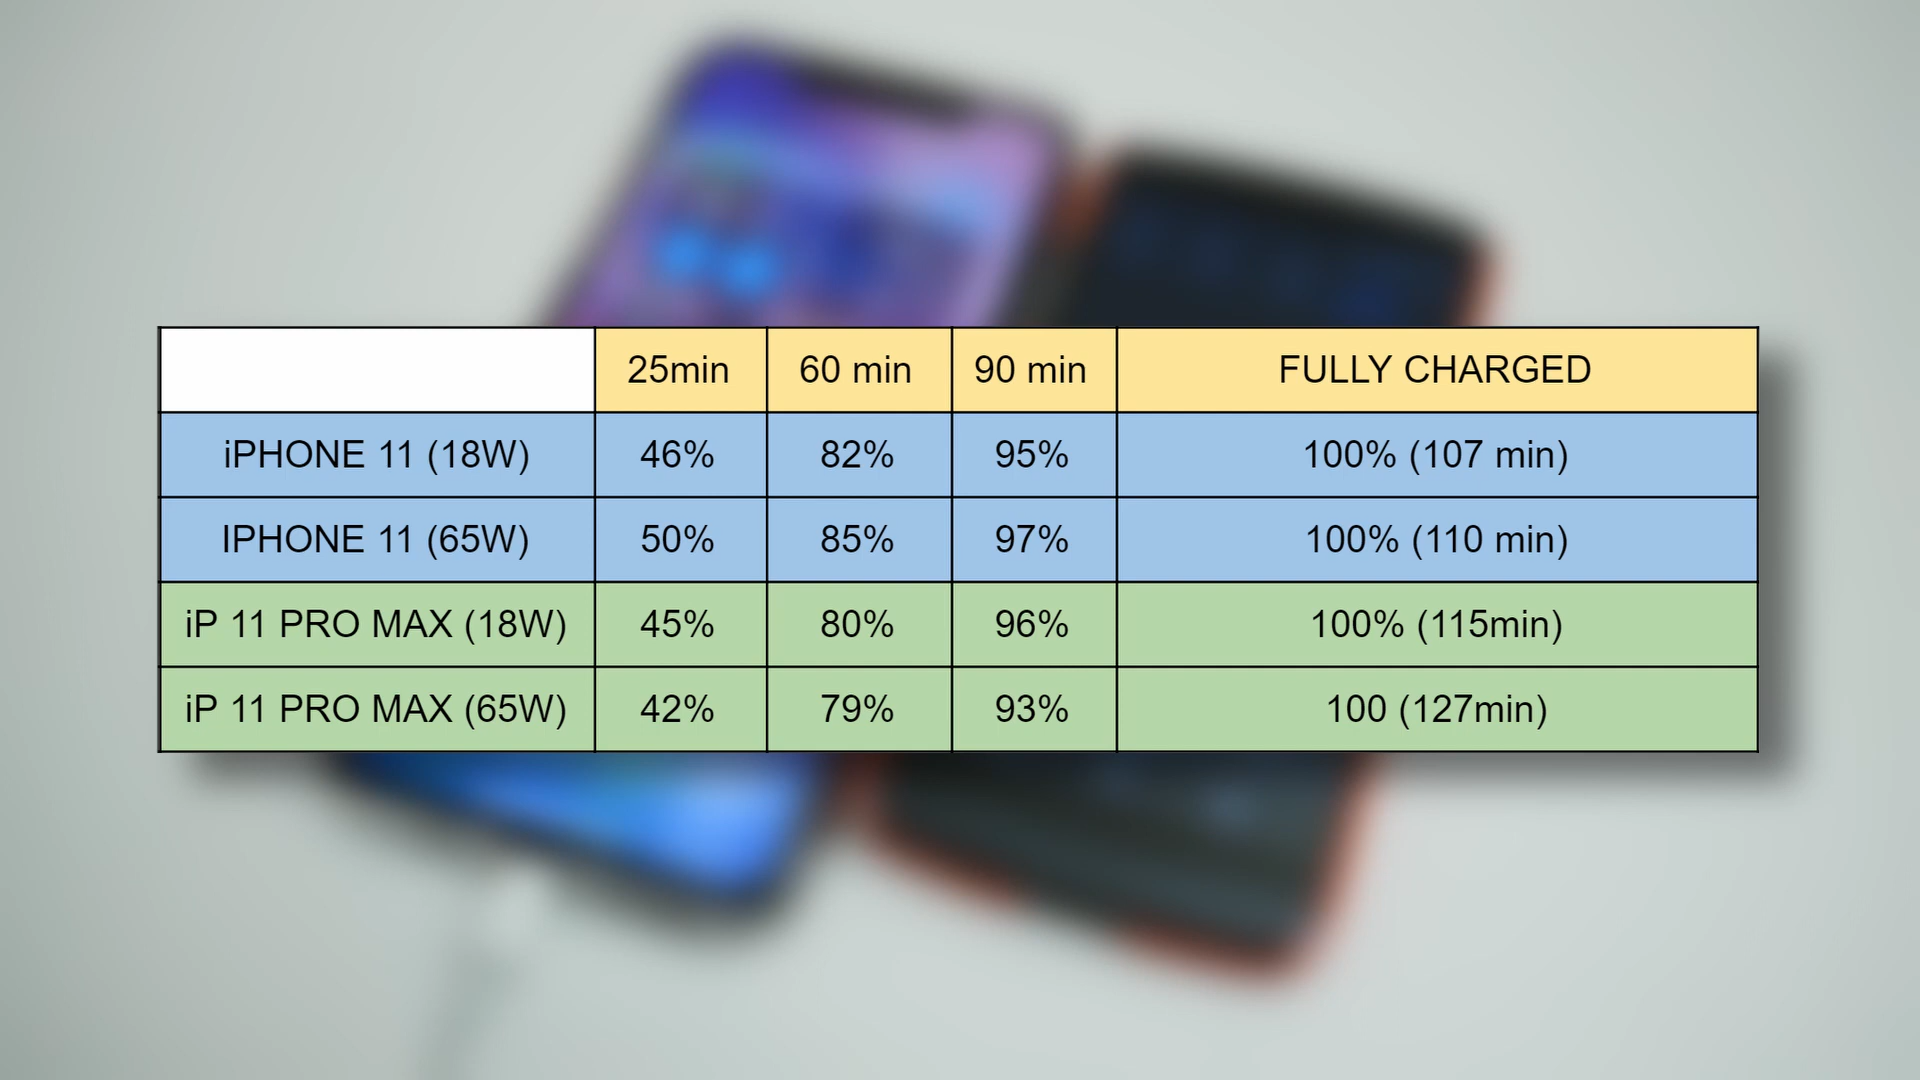 25min 60 min 90 min FULLY CHARGED
iPHONE 11 (18W) 46% 82% 95% 100% (107 min)
IPHONE 11 (65W) 50% 85% 97% 100% (110 min)
iP 11 PRO MAX (18W) 45% 80% 96% 100% (115min)
iP 11 PRO MAX (65W) 42% 79% 93% 100 (127min)